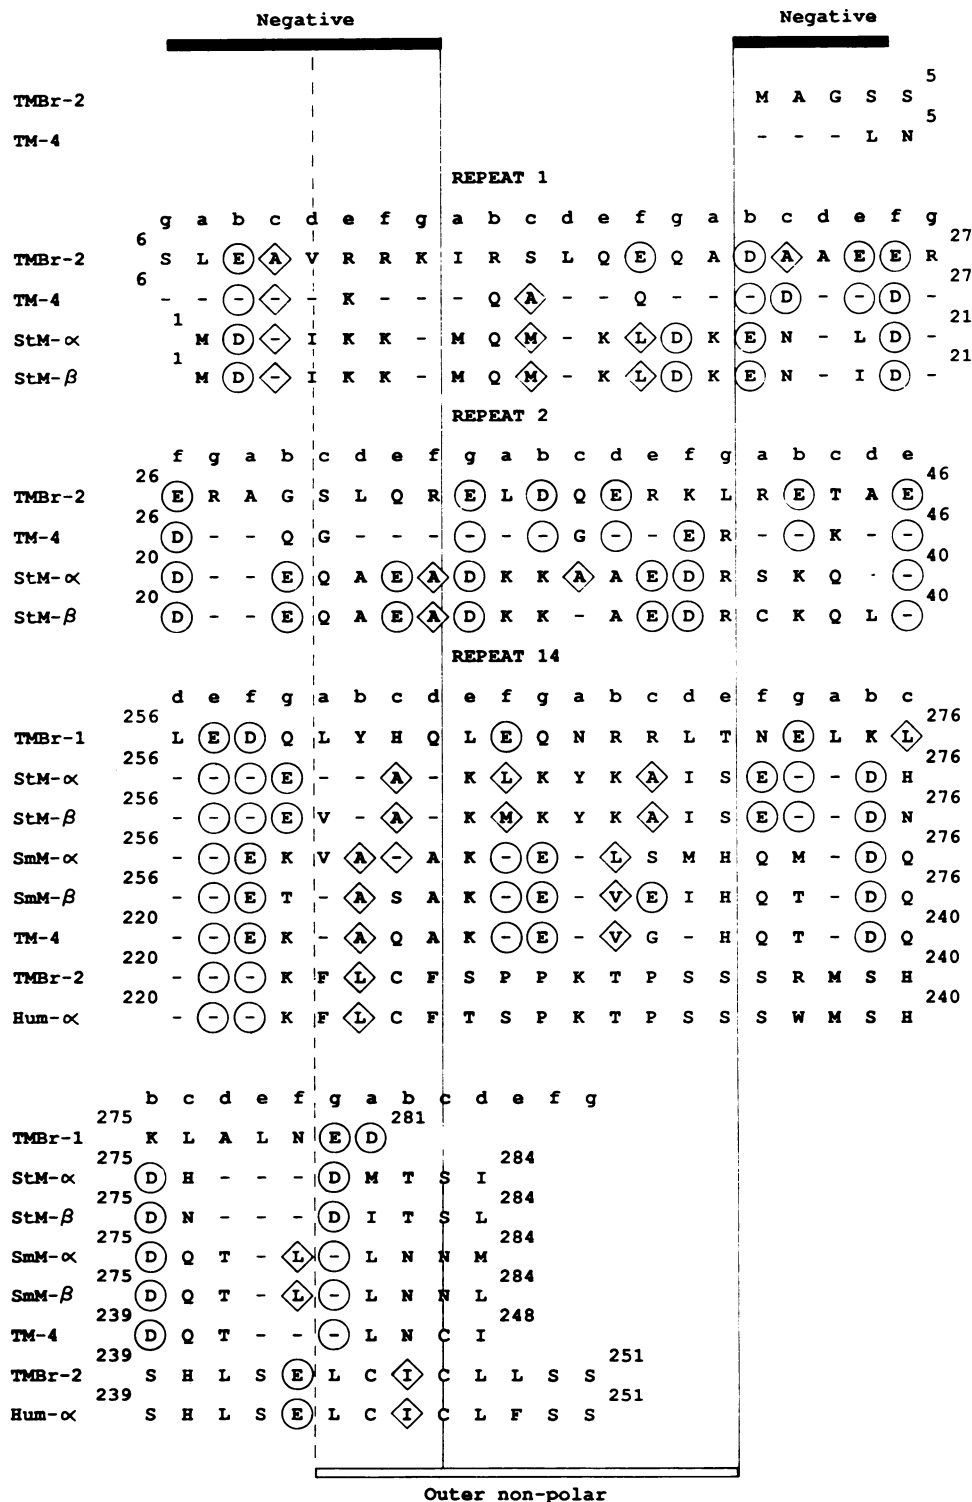 Negative Negative
5
TMBr-2 M A G S S
5
TM-4 - - - L N
REPEAT 1
g a b c d e f g a b c d e f g a b c d e f g
6 27
TMBr-2 S L E A V R R K I R S L Q E Q A D A A E E R
6 27
TM-4 - - - - - K - - - Q A - - Q - - - D - - D -
1 21
StM-α M D - I K K - M Q M - K L D K E N - L D -
1 21
StM-β M D - I K K - M Q M - K L D K E N - I D -
REPEAT 2
f g a b c d e f g a b c d e f g a b c d e
26 46
TMBr-2 E R A G S L Q R E L D Q E R K L R E T A E
26 46
TM-4 D - - Q G - - - - - - G - - E R - - K - -
20 40
StM-α D - - E Q A E A D K K A A E D R S K Q - -
20 40
StM-β D - - E Q A E A D K K - A E D R C K Q L -
REPEAT 14
d e f g a b c d e f g a b c d e f g a b c
256 276
TMBr-1 L E D Q L Y H Q L E Q N R R L T N E L K L
256 276
StM-α - - - E - - A - K L K Y K A I S E - - D H
256 276
StM-β - - - E V - A - K M K Y K A I S E - - D N
256 276
SmM-α - - E K V A - A K - E - L S M H Q M - D Q
256 276
SmM-β - - E T - A S A K - E - V E I H Q T - D Q
220 240
TM-4 - - E K - A Q A K - E - V G - H Q T - D Q
220 240
TMBr-2 - - - K F L C F S P P K T P S S S R M S H
220 240
Hum-α - - - K F L C F T S P K T P S S S W M S H
b c d e f g a b c d e f g
275 281
TMBr-1 K L A L N E D
275 284
StM-α D H - - - D M T S I
275 284
StM-β D N - - - D I T S L
275 284
SmM-α D Q T - L - L N N M
275 284
SmM-β D Q T - L - L N N L
239 248
TM-4 D Q T - - - L N C I
239 251
TMBr-2 S H L S E L C I C L L S S
239 251
Hum-α S H L S E L C I C L F S S
Outer non-polar